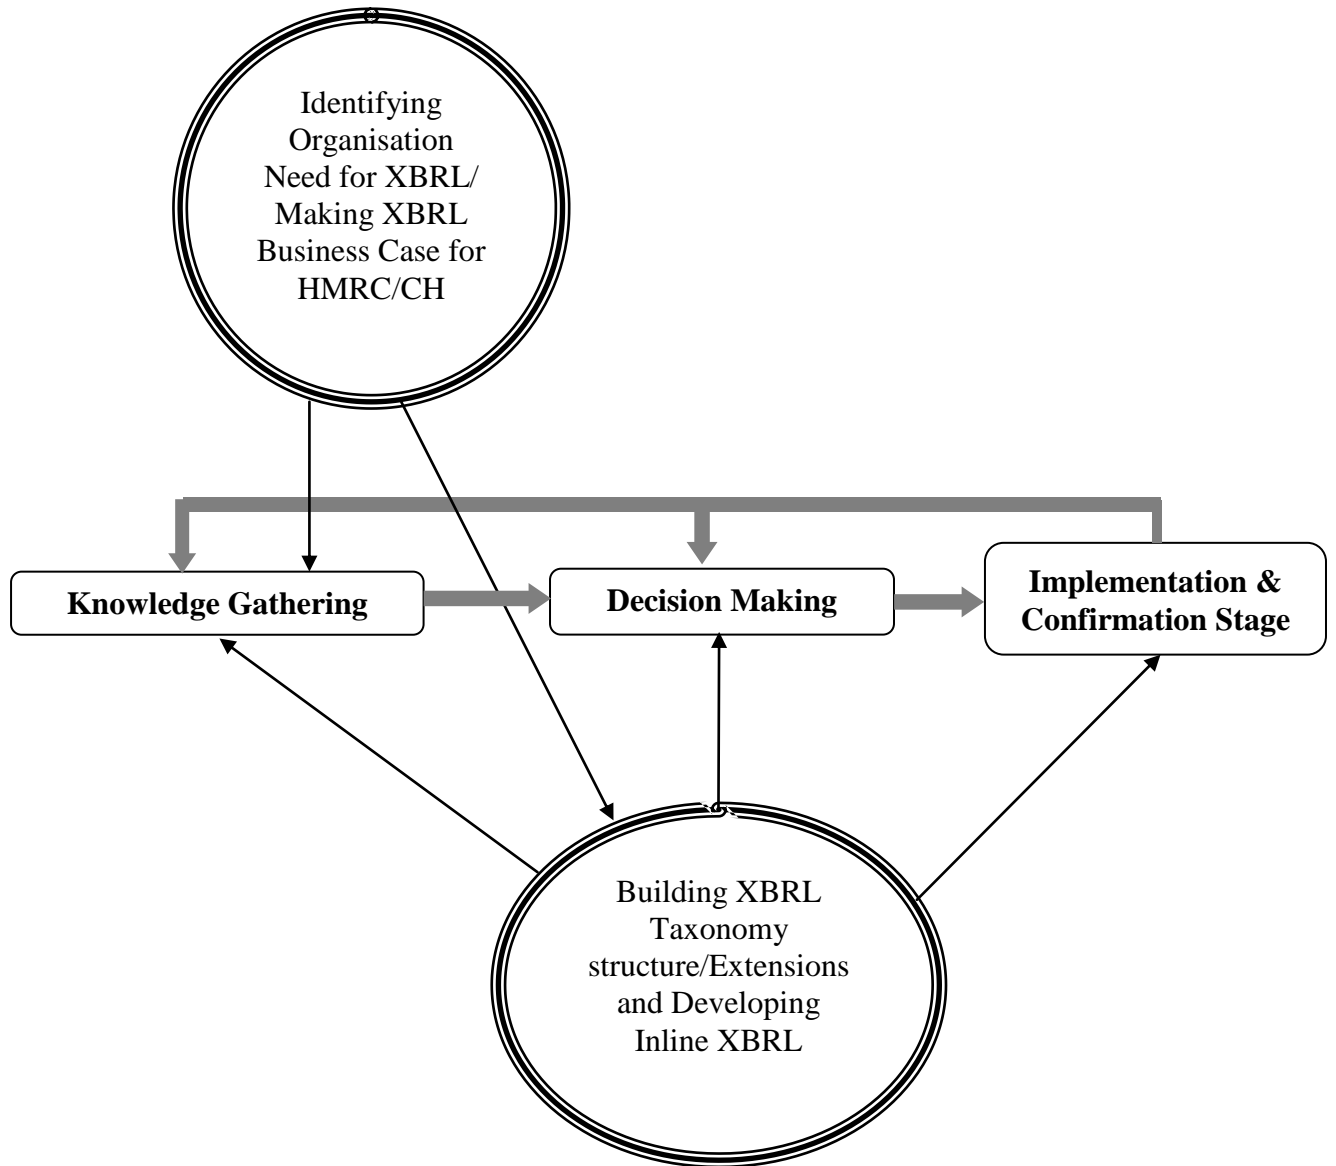 Identifying
Organisation
Need for XBRL/
Making XBRL
Business Case for
HMRC/CH
Knowledge Gathering
Decision Making
Implementation &
Confirmation Stage
Building XBRL
Taxonomy
structure/Extensions
and Developing
Inline XBRL